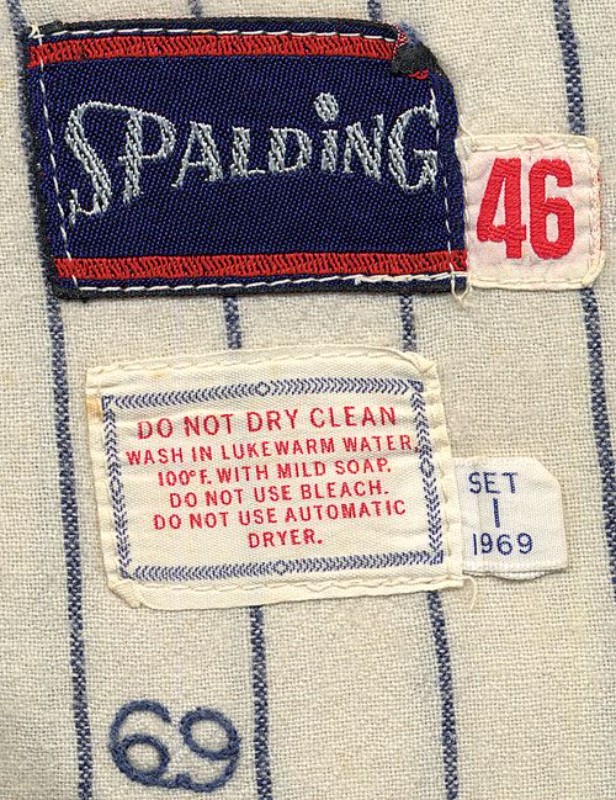 SPALDiNG
46
DO NOT DRY CLEAN
WASH IN LUKEWARM WATER,
100°F. WITH MILD SOAP.
DO NOT USE BLEACH.
DO NOT USE AUTOMATIC
DRYER.
SET
1
1969
69